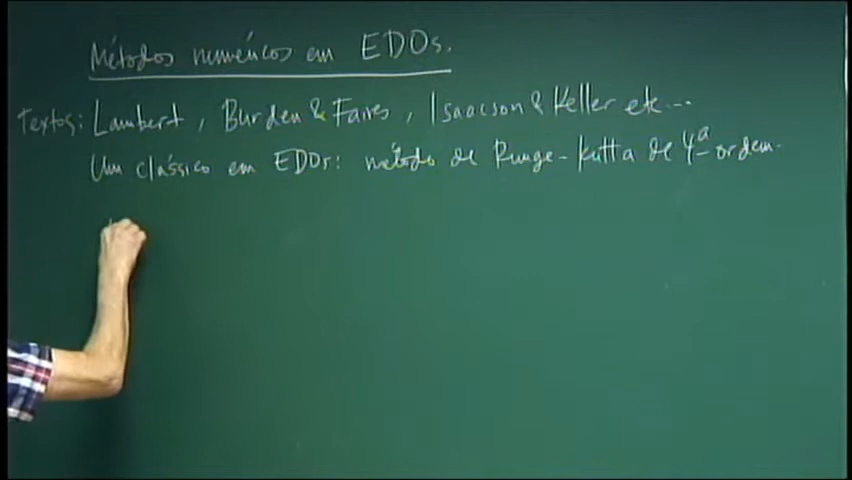 Métodos numéricos em EDOs.
Textos: Lambert, Burden & Faires, Isaacson & Keller etc...
Um clássico em EDOs: método de Runge-Kutta de 4ª ordem.